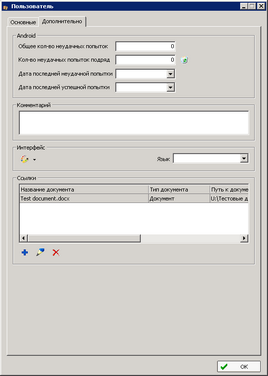 Пользователь
Основные Дополнительно
Android
Общее кол-во неудачных попыток 0
Кол-во неудачных попыток подряд 0
Дата последней неудачной попытки
Дата последней успешной попытки
Комментарий
Интерфейс
Язык
Ссылки
Название документа Тип документа Путь к докуме
Test document.docx Документ U:\Тестовые д
OK